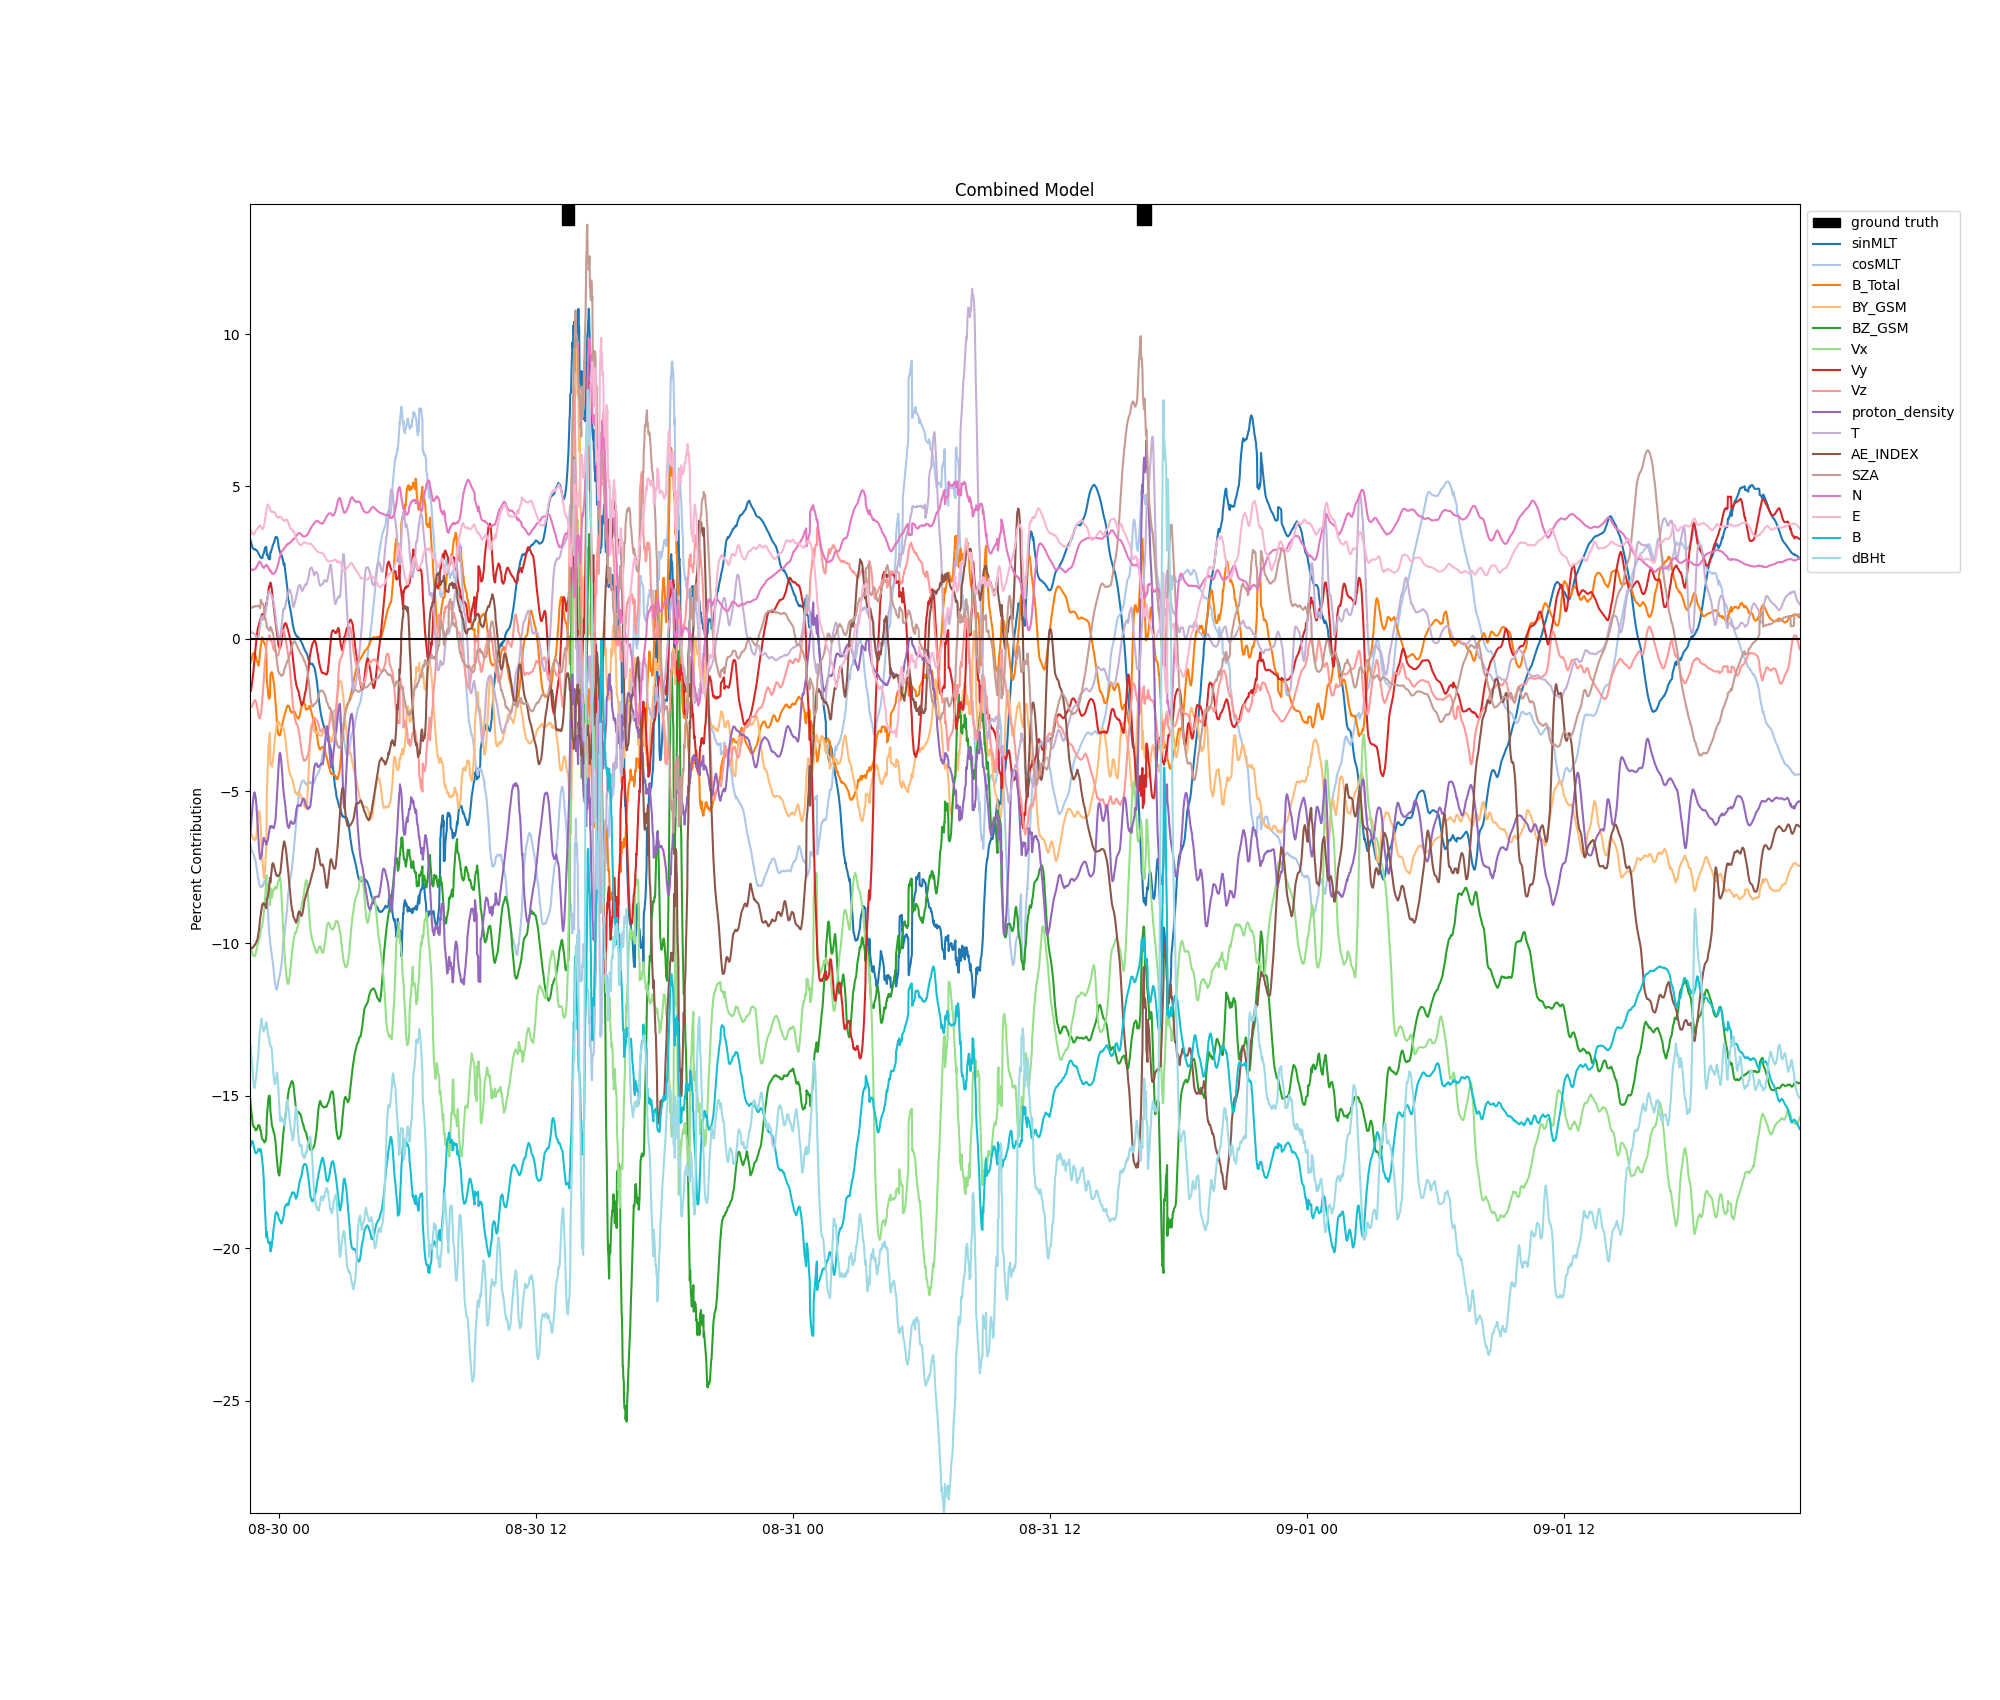 Combined Model
ground truth
sinMLT
cosMLT
B_Total
BY_GSM
BZ_GSM
Vx
Vy
Vz
proton_density
T
AE_INDEX
SZA
N
E
B
dBHt
Percent Contribution
10
5
0
−5
−10
−15
−20
−25
08-30 00
08-30 12
08-31 00
08-31 12
09-01 00
09-01 12